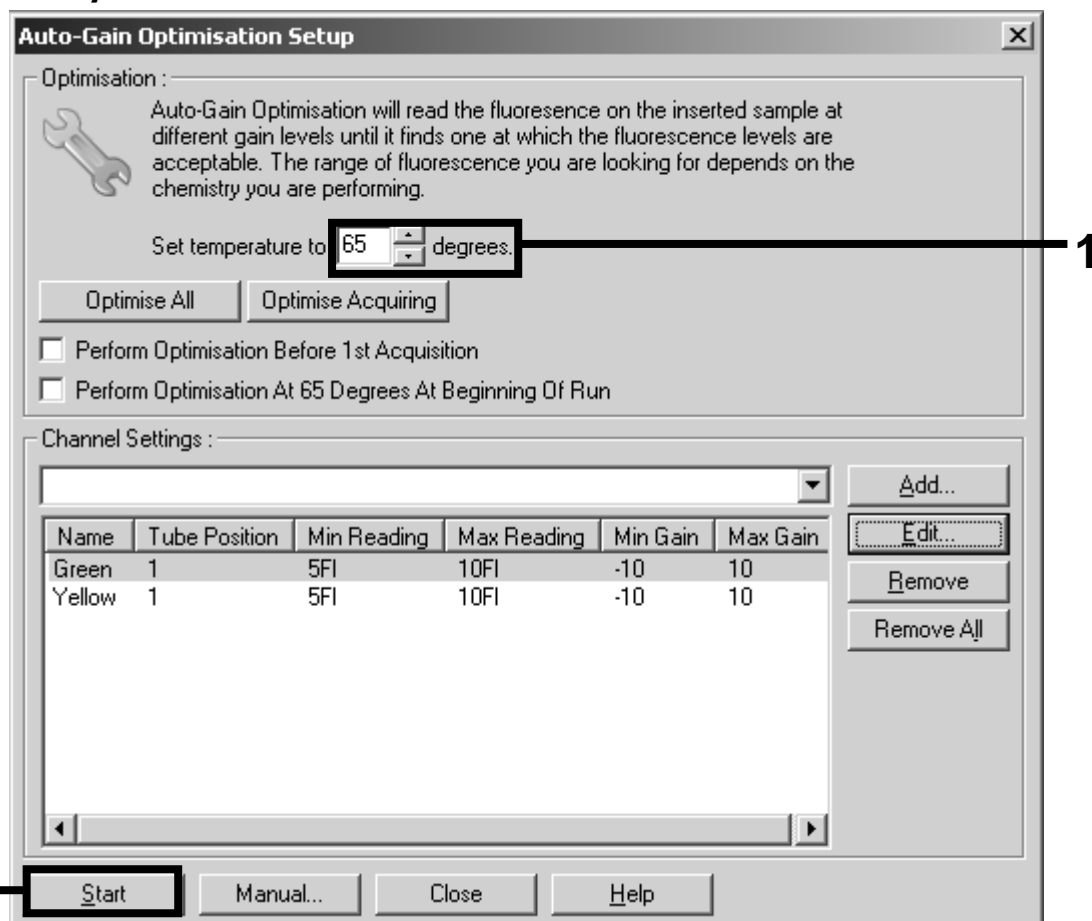 Auto-Gain Optimisation Setup
Optimisation :
Auto-Gain Optimisation will read the fluoresence on the inserted sample at
different gain levels until it finds one at which the fluorescence levels are
acceptable. The range of fluorescence you are looking for depends on the
chemistry you are performing.
Set temperature to 65 degrees.
1
Optimise All Optimise Acquiring
Perform Optimisation Before 1st Acquisition
Perform Optimisation At 65 Degrees At Beginning Of Run
Channel Settings :
Add...
Name Tube Position Min Reading Max Reading Min Gain Max Gain Edit...
Green 1 5Fl 10Fl -10 10
Remove
Yellow 1 5Fl 10Fl -10 10
Remove All
Start Manual... Close Help